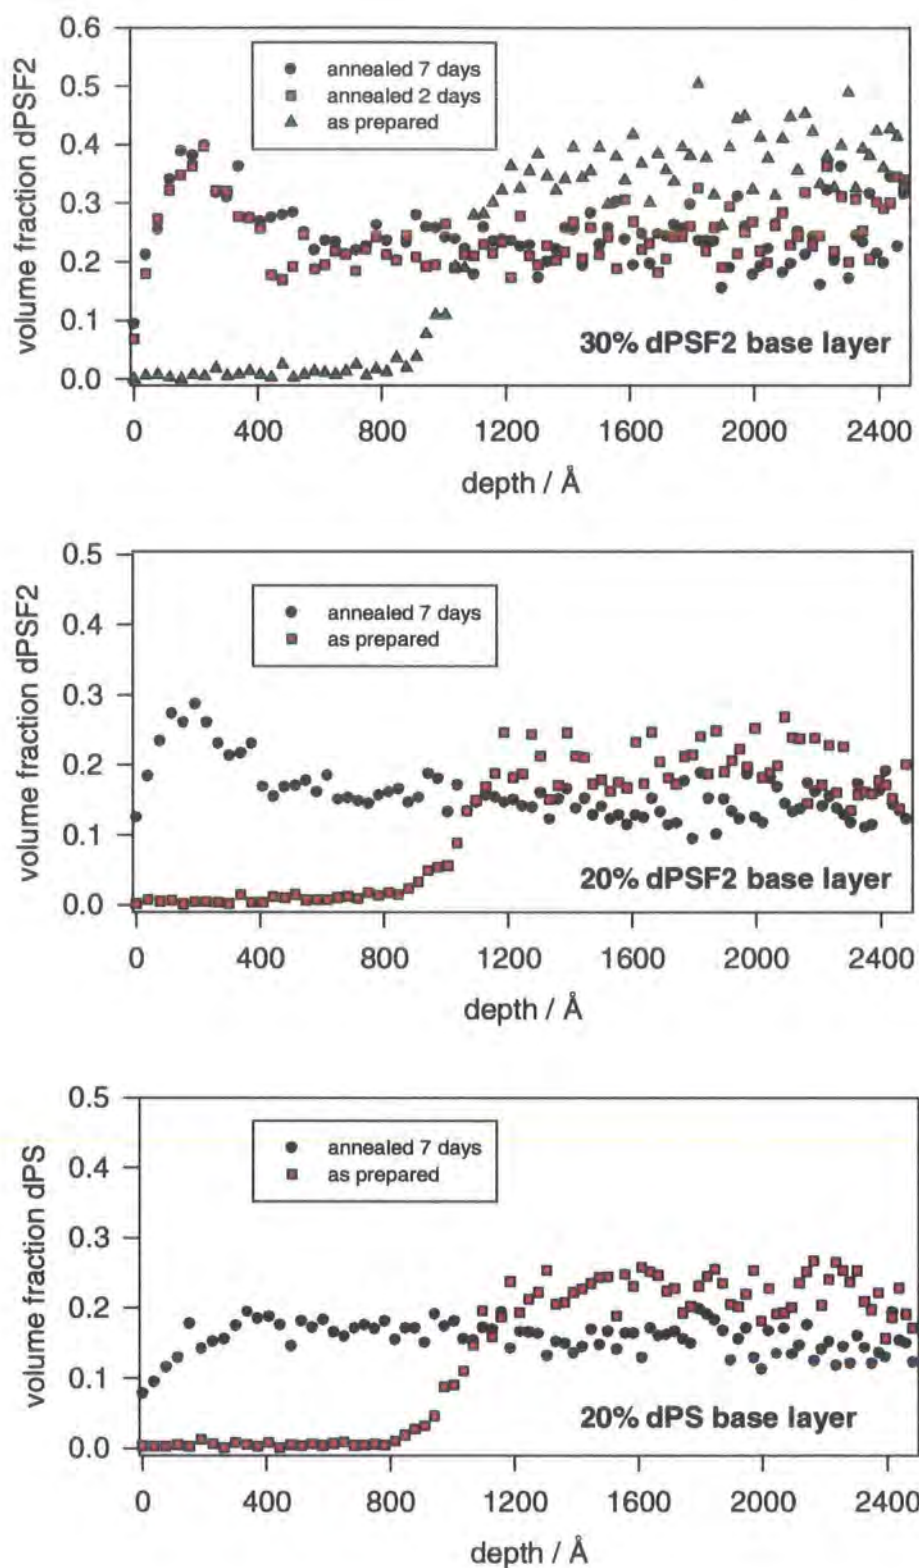 0.6
0.5
0.4
0.3
0.2
0.1
0.0
volume fraction dPSF2
annealed 7 days
annealed 2 days
as prepared
30% dPSF2 base layer
0 400 800 1200 1600 2000 2400
depth / Å
0.5
0.4
0.3
0.2
0.1
0.0
volume fraction dPSF2
annealed 7 days
as prepared
20% dPSF2 base layer
0 400 800 1200 1600 2000 2400
depth / Å
0.5
0.4
0.3
0.2
0.1
0.0
volume fraction dPS
annealed 7 days
as prepared
20% dPS base layer
0 400 800 1200 1600 2000 2400
depth / Å